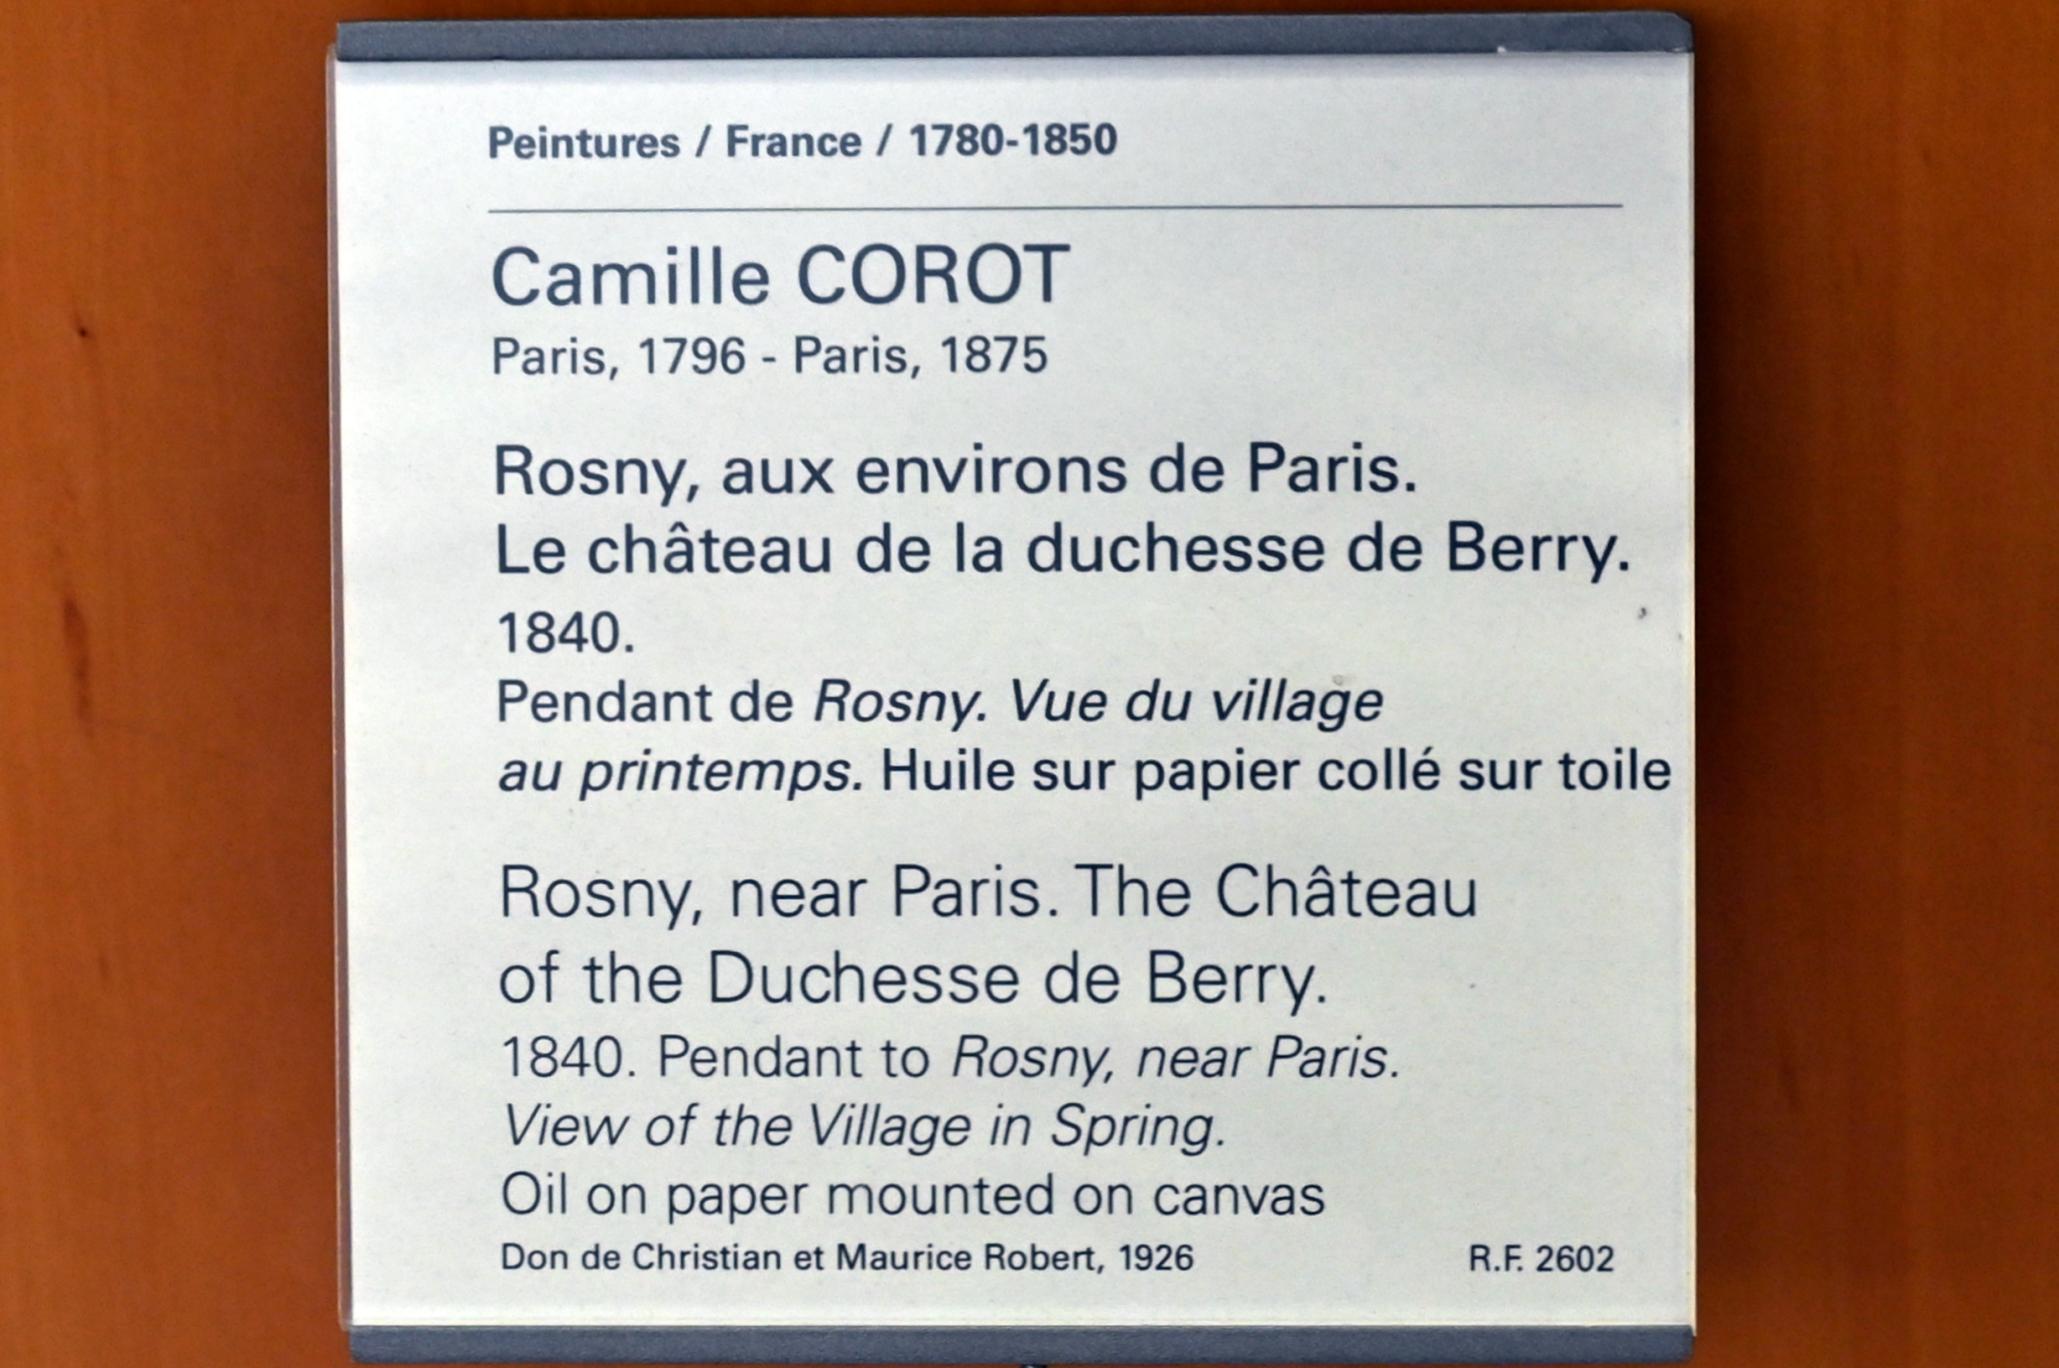 Peintures / France / 1780-1850
Camille COROT
Paris, 1796 - Paris, 1875
Rosny, aux environs de Paris.
Le château de la duchesse de Berry.
1840.
Pendant de Rosny. Vue du village
au printemps. Huile sur papier collé sur toile
Rosny, near Paris. The Château
of the Duchesse de Berry.
1840. Pendant to Rosny, near Paris.
View of the Village in Spring.
Oil on paper mounted on canvas
Don de Christian et Maurice Robert, 1926 R.F. 2602